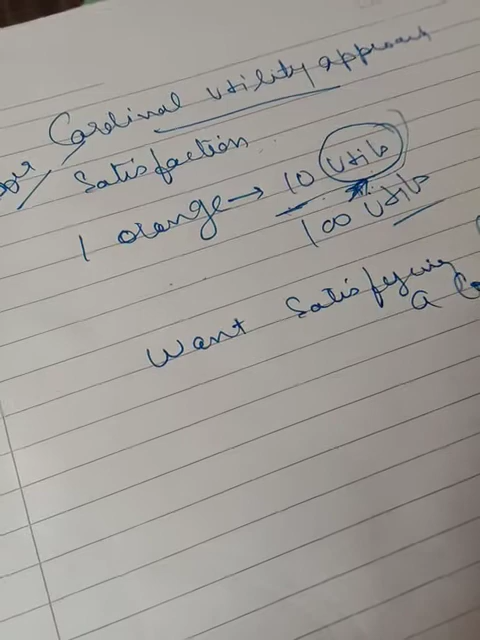 Cardinal utility approach
Satisfaction
1 orange → 10 utils
100 utils
Want Satisfying
a